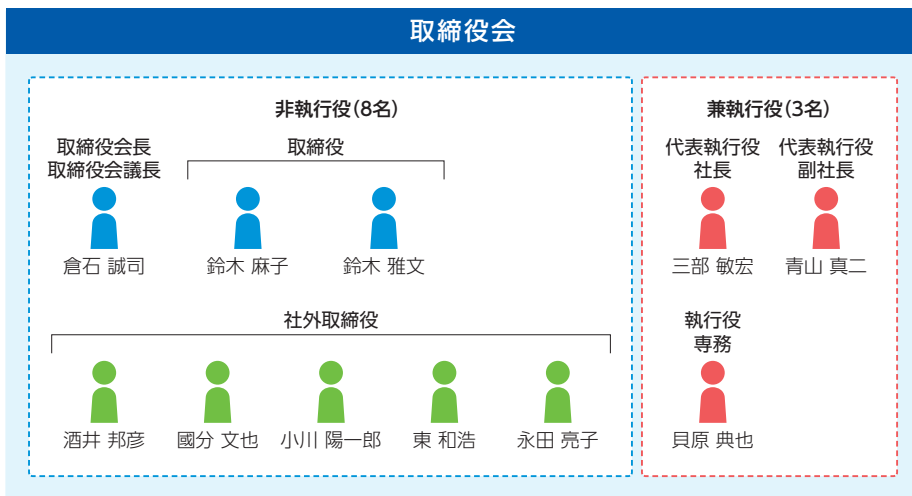 取締役会
非執行役(8名)
取締役会長
取締役会議長
取締役
倉石 誠司
鈴木 麻子
鈴木 雅文
社外取締役
酒井 邦彦
國分 文也
小川 陽一郎
東 和浩
永田 亮子
兼執行役(3名)
代表執行役
社長
代表執行役
副社長
三部 敏宏
青山 真二
執行役
専務
貝原 典也